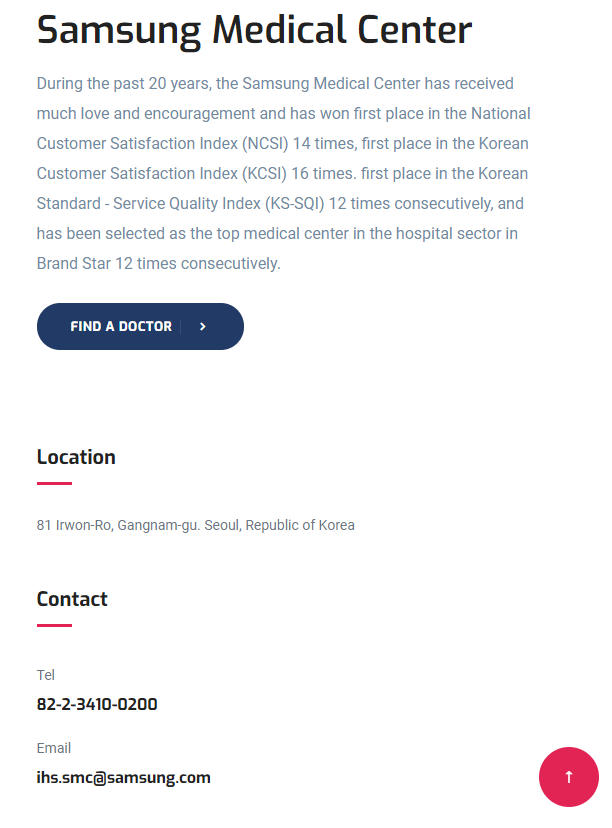 Samsung Medical Center
During the past 20 years, the Samsung Medical Center has received
much love and encouragement and has won first place in the National
Customer Satisfaction Index (NCSI) 14 times, first place in the Korean
Customer Satisfaction Index (KCSI) 16 times. first place in the Korean
Standard - Service Quality Index (KS-SQI) 12 times consecutively, and
has been selected as the top medical center in the hospital sector in
Brand Star 12 times consecutively.
FIND A DOCTOR
Location
81 Irwon-Ro, Gangnam-gu. Seoul, Republic of Korea
Contact
Tel
82-2-3410-0200
Email
ihs.smc@samsung.com